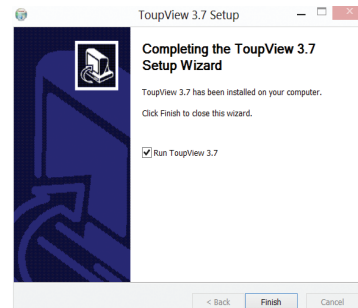 ToupView 3.7 Setup
Completing the ToupView 3.7
Setup Wizard
ToupView 3.7 has been installed on your computer.
Click Finish to close this wizard.
Run ToupView 3.7
< Back
Finish
Cancel